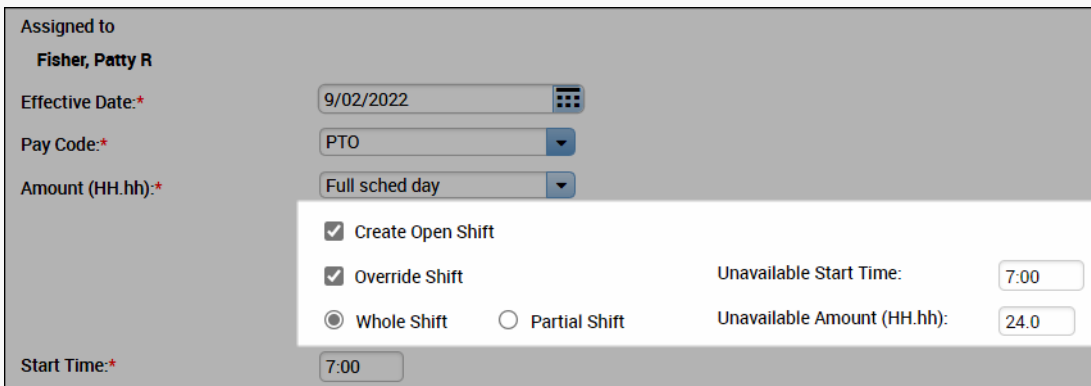 Assigned to
Fisher, Patty R
Effective Date:* 9/02/2022
Pay Code:* PTO
Amount (HH.hh):* Full sched day
Create Open Shift
Override Shift Unavailable Start Time: 7:00
Whole Shift Partial Shift Unavailable Amount (HH.hh): 24.0
Start Time:* 7:00